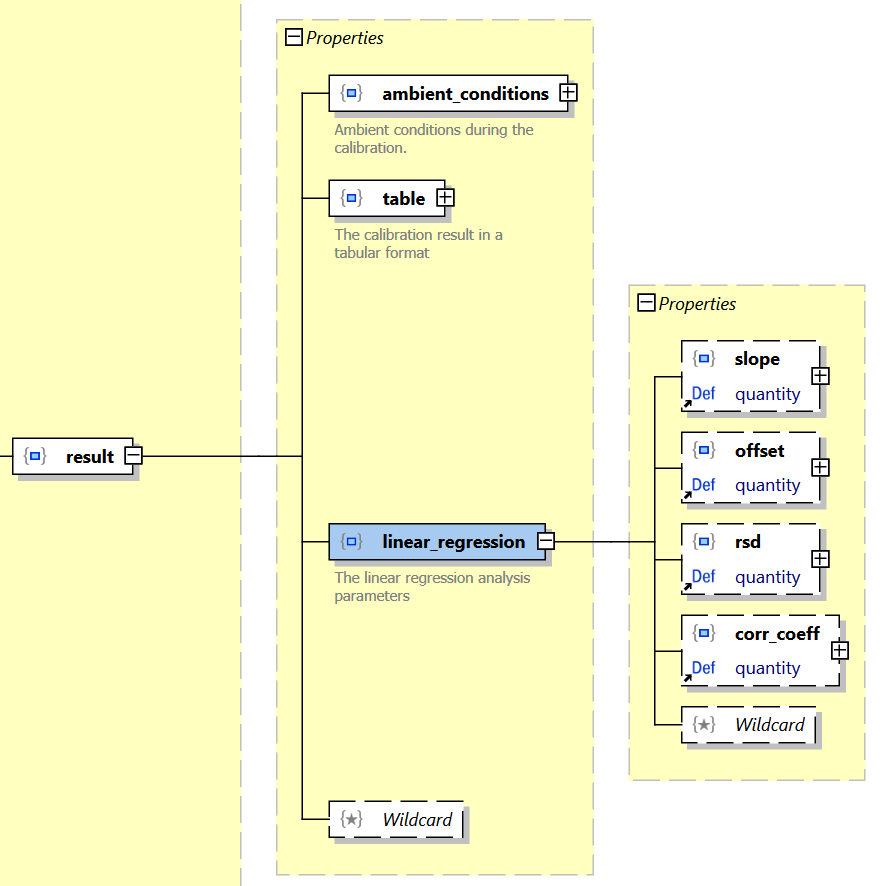 Properties
ambient_conditions
Ambient conditions during the
calibration.
table
The calibration result in a
tabular format
result
linear_regression
The linear regression analysis
parameters
Wildcard
Properties
slope
Def quantity
offset
Def quantity
rsd
Def quantity
corr_coeff
Def quantity
Wildcard